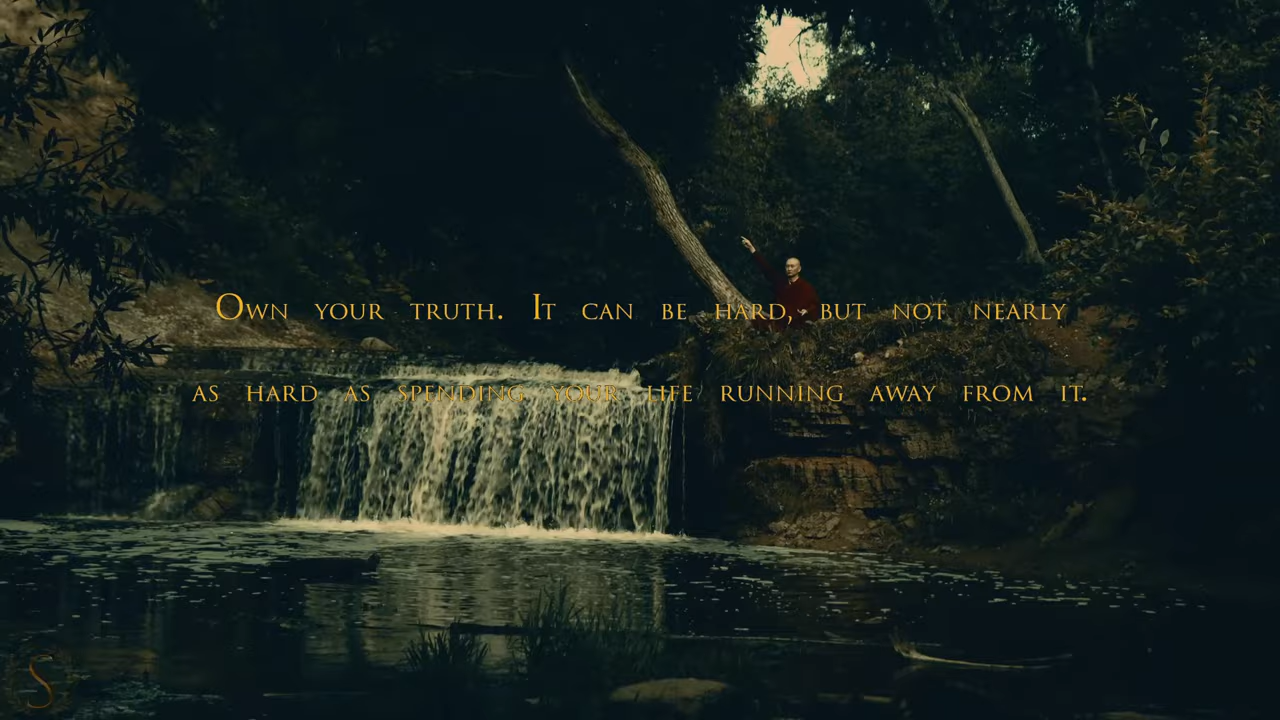 Own your truth. It can be hard, but not nearly
as hard as spending your life running away from it.
S